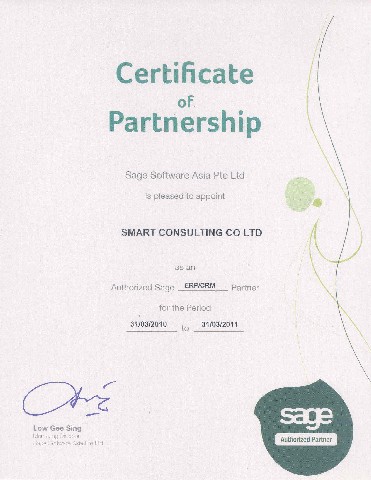 Certificate
of
Partnership
Sage Software Asia Pte Ltd
is pleased to appoint
SMART CONSULTING CO LTD
as an
Authorized Sage ERP/CRM Partner
for the Period
31/03/2010 to 31/03/2011
Low Gee Sing
Managing Director
Sage Software Asia Pte Ltd
sage
Authorized Partner